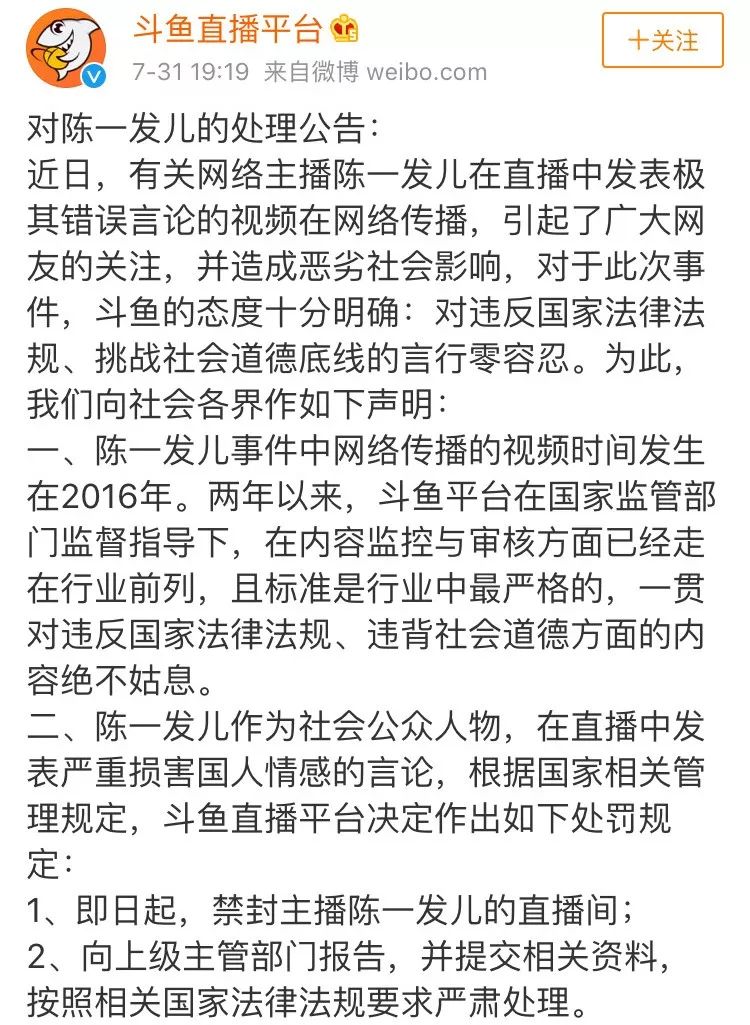 斗鱼直播平台
+关注
7-31 19:19 来自微博 weibo.com
对陈一发儿的处理公告：
近日，有关网络主播陈一发儿在直播中发表极
其错误言论的视频在网络传播，引起了广大网
友的关注，并造成恶劣社会影响，对于此次事
件，斗鱼的态度十分明确：对违反国家法律法
规、挑战社会道德底线的言行零容忍。为此，
我们向社会各界作如下声明：
一、陈一发儿事件中网络传播的视频时间发生
在2016年。两年以来，斗鱼平台在国家监管部
门监督指导下，在内容监控与审核方面已经走
在行业前列，且标准是行业中最严格的，一贯
对违反国家法律法规、违背社会道德方面的内
容绝不姑息。
二、陈一发儿作为社会公众人物，在直播中发
表严重损害国人情感的言论，根据国家相关管
理规定，斗鱼直播平台决定作出如下处罚规
定：
1、即日起，禁封主播陈一发儿的直播间；
2、向上级主管部门报告，并提交相关资料，
按照相关国家法律法规要求严肃处理。